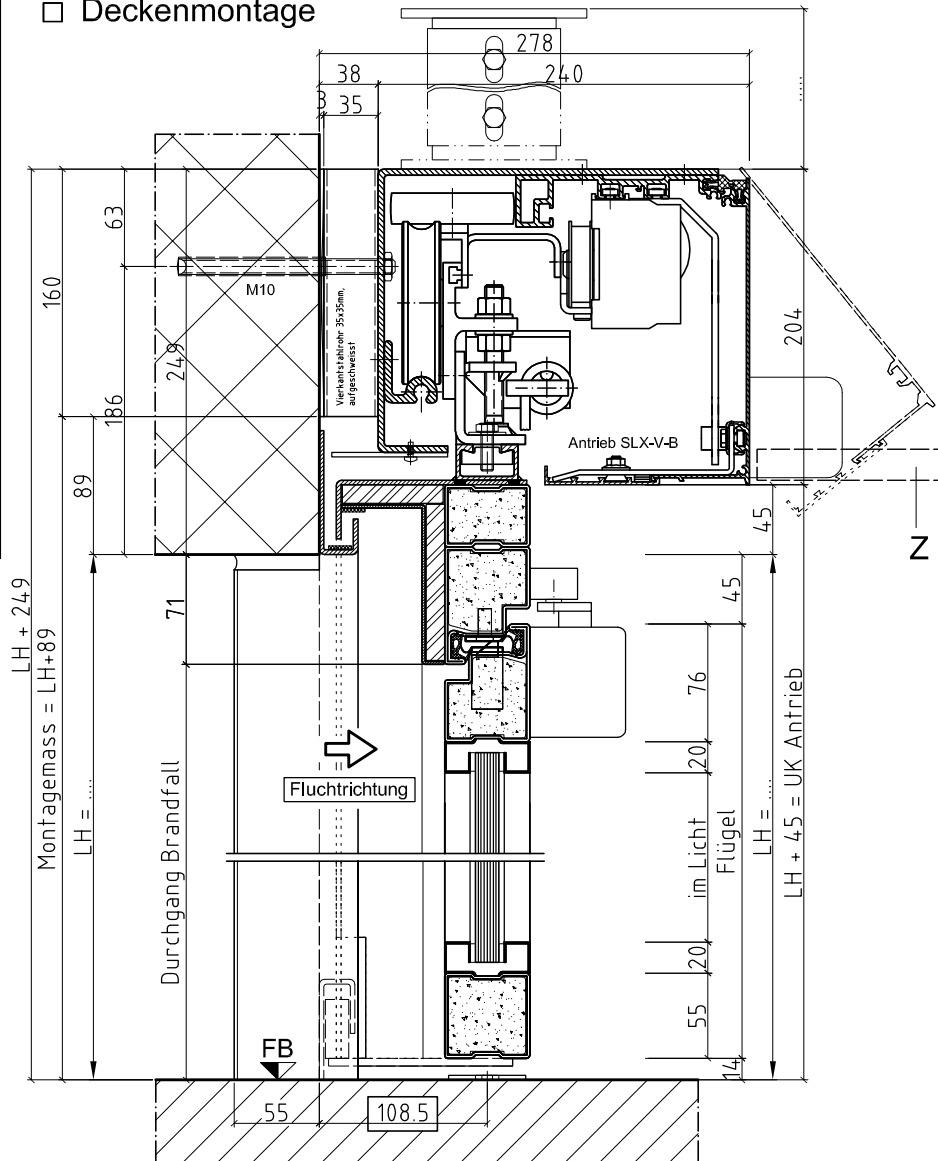 □ Deckenmontage
278
38
240
3
35
....
63
160
M10
Vierkantstahlrohr 35x35mm,
aufgeschweisst
249
186
204
Antrieb SLX-V-B
89
45
Z
LH + 249
Montagemass = LH+89
LH = ....
71
45
76
20
Durchgang Brandfall
Fluchtrichtung
im Licht
Flügel
LH = ....
LH + 45 = UK Antrieb
20
55
14
FB
55
108.5